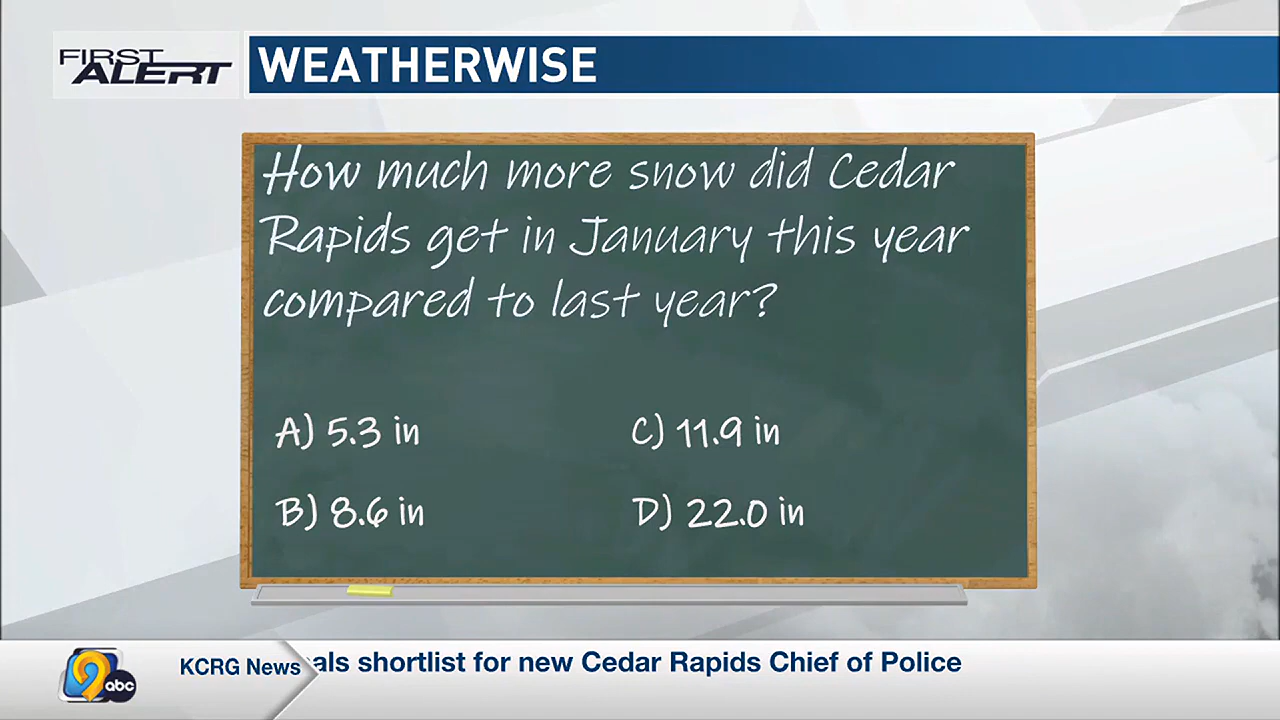 FIRST
ALERT
WEATHERWISE
How much more snow did Cedar
Rapids get in January this year
compared to last year?
A) 5.3 in
C) 11.9 in
B) 8.6 in
D) 22.0 in
9
abc
KCRG News
als shortlist for new Cedar Rapids Chief of Police